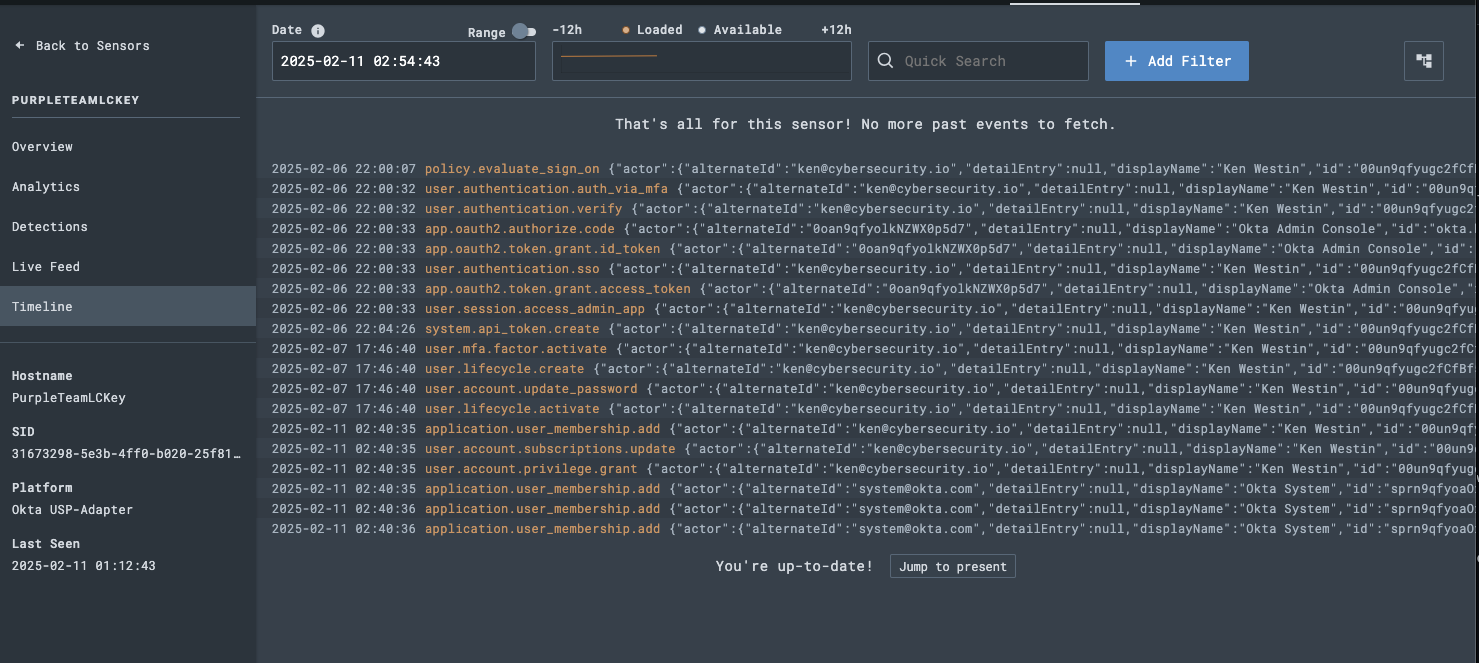 ← Back to Sensors
PURPLETEAMLCKEY
Overview
Analytics
Detections
Live Feed
Timeline
Hostname
PurpleTeamLCKey
SID
31673298-5e3b-4ff0-b020-25f81…
Platform
Okta USP-Adapter
Last Seen
2025-02-11 01:12:43
Date
Range
-12h
Loaded
Available
+12h
2025-02-11 02:54:43
Quick Search
+ Add Filter
That's all for this sensor! No more past events to fetch.
2025-02-06 22:00:07 policy.evaluate_sign_on {"actor":{"alternateId":"ken@cybersecurity.io","detailEntry":null,"displayName":"Ken Westin","id":"00un9qfyugc2fCf
2025-02-06 22:00:32 user.authentication.auth_via_mfa {"actor":{"alternateId":"ken@cybersecurity.io","detailEntry":null,"displayName":"Ken Westin","id":"00un9q
2025-02-06 22:00:32 user.authentication.verify {"actor":{"alternateId":"ken@cybersecurity.io","detailEntry":null,"displayName":"Ken Westin","id":"00un9qfyugc2
2025-02-06 22:00:33 app.oauth2.authorize.code {"actor":{"alternateId":"0oan9qfyolkNZWX0p5d7","detailEntry":null,"displayName":"Okta Admin Console","id":"okta.
2025-02-06 22:00:33 app.oauth2.token.grant.id_token {"actor":{"alternateId":"0oan9qfyolkNZWX0p5d7","detailEntry":null,"displayName":"Okta Admin Console","id":
2025-02-06 22:00:33 user.authentication.sso {"actor":{"alternateId":"ken@cybersecurity.io","detailEntry":null,"displayName":"Ken Westin","id":"00un9qfyugc2fCf
2025-02-06 22:00:33 app.oauth2.token.grant.access_token {"actor":{"alternateId":"0oan9qfyolkNZWX0p5d7","detailEntry":null,"displayName":"Okta Admin Console",
2025-02-06 22:00:33 user.session.access_admin_app {"actor":{"alternateId":"ken@cybersecurity.io","detailEntry":null,"displayName":"Ken Westin","id":"00un9qfyu
2025-02-06 22:04:26 system.api_token.create {"actor":{"alternateId":"ken@cybersecurity.io","detailEntry":null,"displayName":"Ken Westin","id":"00un9qfyugc2fCf
2025-02-07 17:46:40 user.mfa.factor.activate {"actor":{"alternateId":"ken@cybersecurity.io","detailEntry":null,"displayName":"Ken Westin","id":"00un9qfyugc2fC
2025-02-07 17:46:40 user.lifecycle.create {"actor":{"alternateId":"ken@cybersecurity.io","detailEntry":null,"displayName":"Ken Westin","id":"00un9qfyugc2fCfBf
2025-02-07 17:46:40 user.account.update_password {"actor":{"alternateId":"ken@cybersecurity.io","detailEntry":null,"displayName":"Ken Westin","id":"00un9qfyug
2025-02-07 17:46:40 user.lifecycle.activate {"actor":{"alternateId":"ken@cybersecurity.io","detailEntry":null,"displayName":"Ken Westin","id":"00un9qfyugc2fCf
2025-02-11 02:40:35 application.user_membership.add {"actor":{"alternateId":"ken@cybersecurity.io","detailEntry":null,"displayName":"Ken Westin","id":"00un9qf
2025-02-11 02:40:35 user.account.subscriptions.update {"actor":{"alternateId":"ken@cybersecurity.io","detailEntry":null,"displayName":"Ken Westin","id":"00un9
2025-02-11 02:40:35 user.account.privilege.grant {"actor":{"alternateId":"ken@cybersecurity.io","detailEntry":null,"displayName":"Ken Westin","id":"00un9qfyug
2025-02-11 02:40:35 application.user_membership.add {"actor":{"alternateId":"system@okta.com","detailEntry":null,"displayName":"Okta System","id":"sprn9qfyoaO
2025-02-11 02:40:36 application.user_membership.add {"actor":{"alternateId":"system@okta.com","detailEntry":null,"displayName":"Okta System","id":"sprn9qfyoaO
2025-02-11 02:40:36 application.user_membership.add {"actor":{"alternateId":"system@okta.com","detailEntry":null,"displayName":"Okta System","id":"sprn9qfyoaO
You're up-to-date!
Jump to present